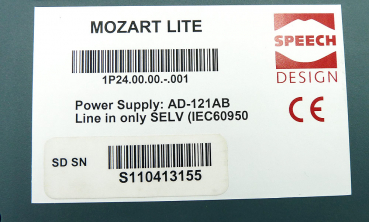 MOZART LITE
SPEECH
DESIGN
1P24.00.00.-.001
Power Supply: AD-121AB
Line in only SELV (IEC60950
CE
SD SN
S110413155